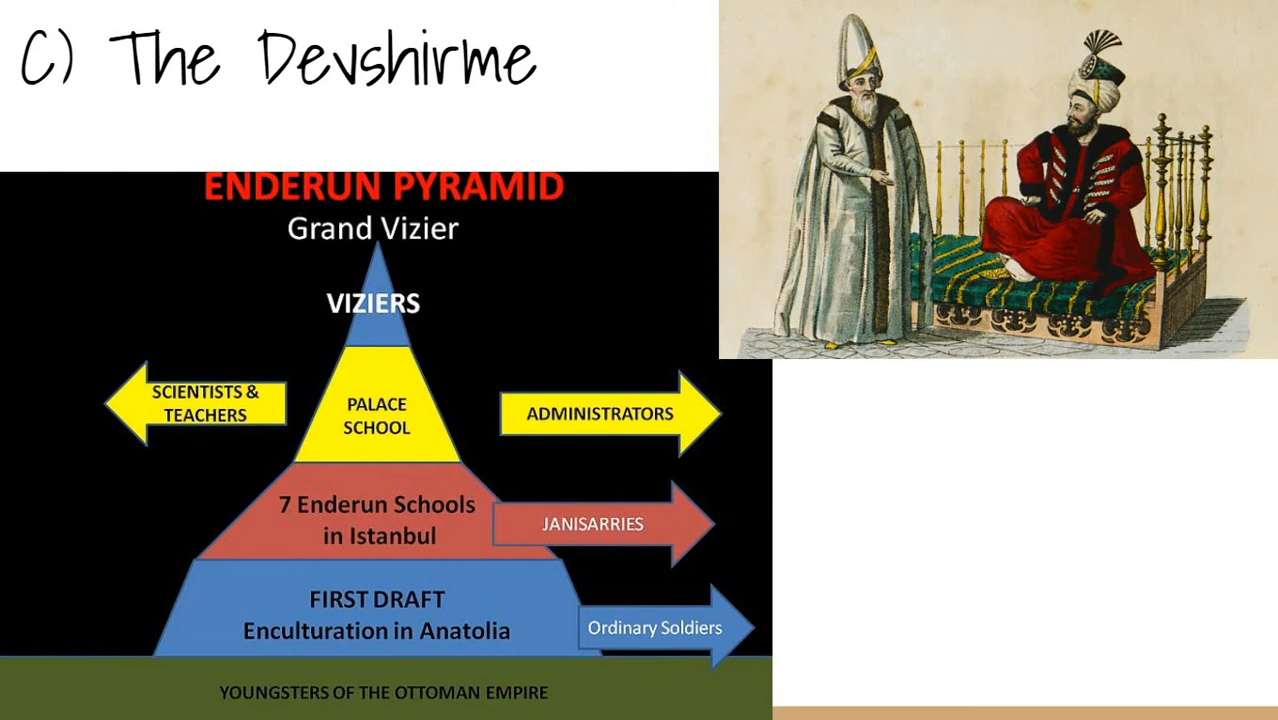 C) The Devshirme
ENDERUN PYRAMID
Grand Vizier
VIZIERS
SCIENTISTS &
TEACHERS
PALACE
SCHOOL
ADMINISTRATORS
7 Enderun Schools
in Istanbul
JANISARRIES
FIRST DRAFT
Enculturation in Anatolia
Ordinary Soldiers
YOUNGSTERS OF THE OTTOMAN EMPIRE